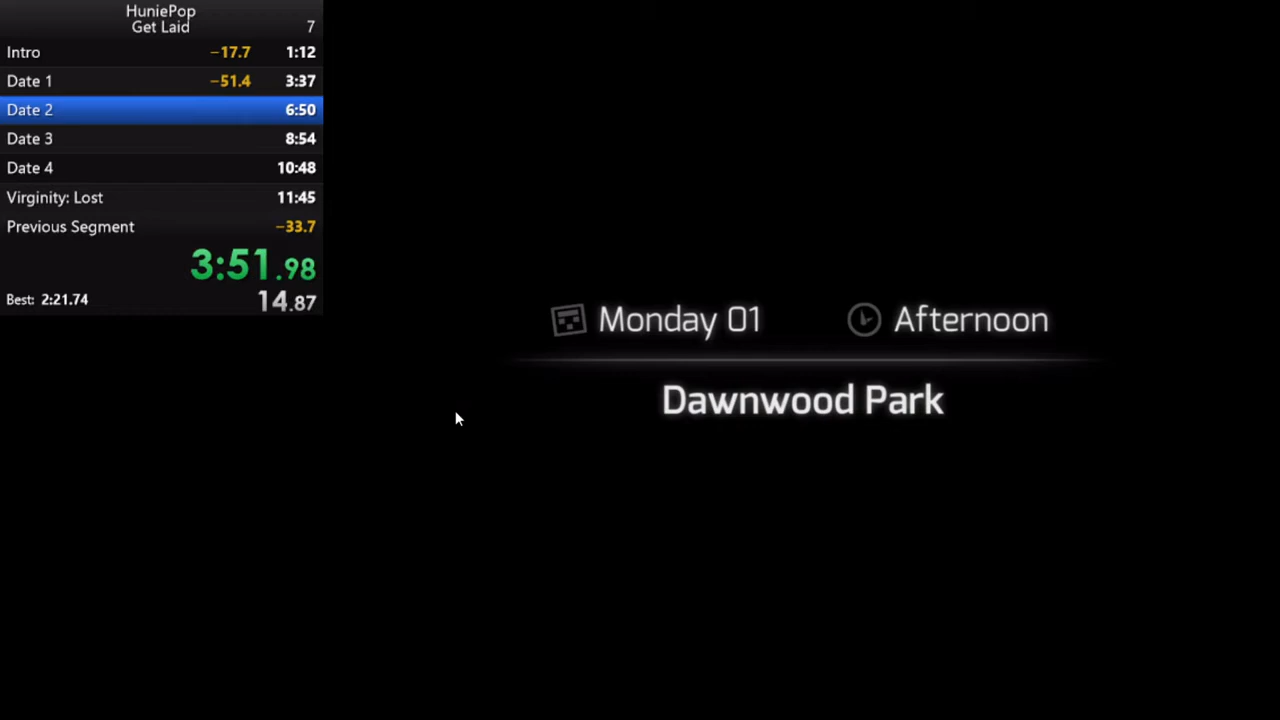 HuniePop
Get Laid 7
Intro -17.7 1:12
Date 1 -51.4 3:37
Date 2 6:50
Date 3 8:54
Date 4 10:48
Virginity: Lost 11:45
Previous Segment -33.7
3:51.98
Best: 2:21.74 14.87
Monday 01 Afternoon
Dawnwood Park